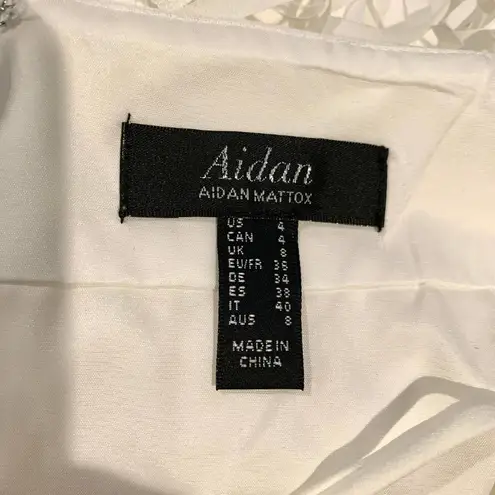 Aidan
AIDAN MATTOX
US 4
CAN 4
UK 8
EU/FR 36
DE 34
ES 38
IT 40
AUS 8
MADE IN
CHINA